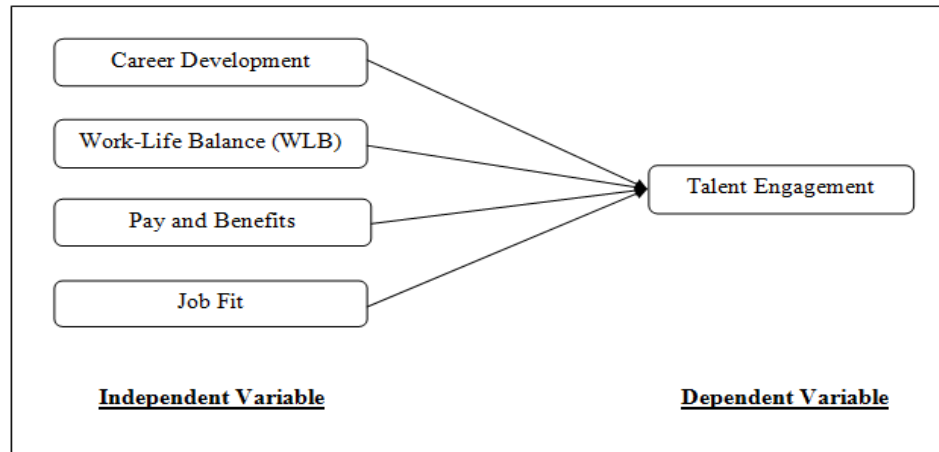 Career Development
Work-Life Balance (WLB)
Talent Engagement
Pay and Benefits
Job Fit
Independent Variable
Dependent Variable